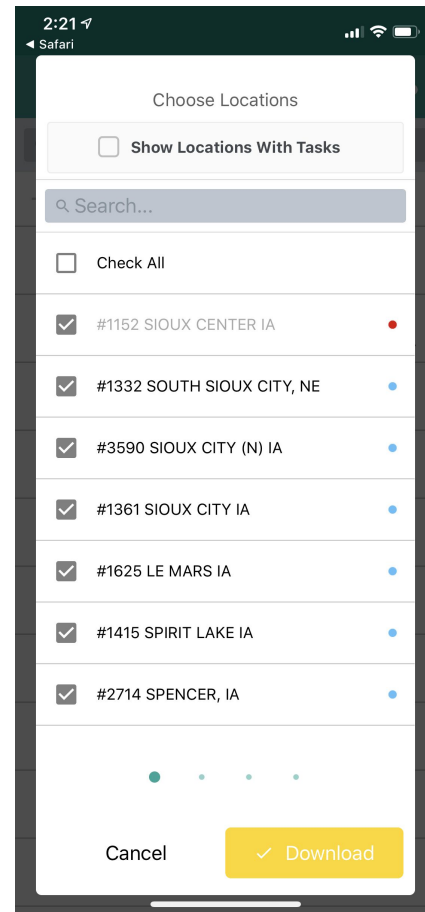 2:21
Safari
Choose Locations
Show Locations With Tasks
Search...
Check All
#1152 SIOUX CENTER IA
#1332 SOUTH SIOUX CITY, NE
#3590 SIOUX CITY (N) IA
#1361 SIOUX CITY IA
#1625 LE MARS IA
#1415 SPIRIT LAKE IA
#2714 SPENCER, IA
Cancel
Download